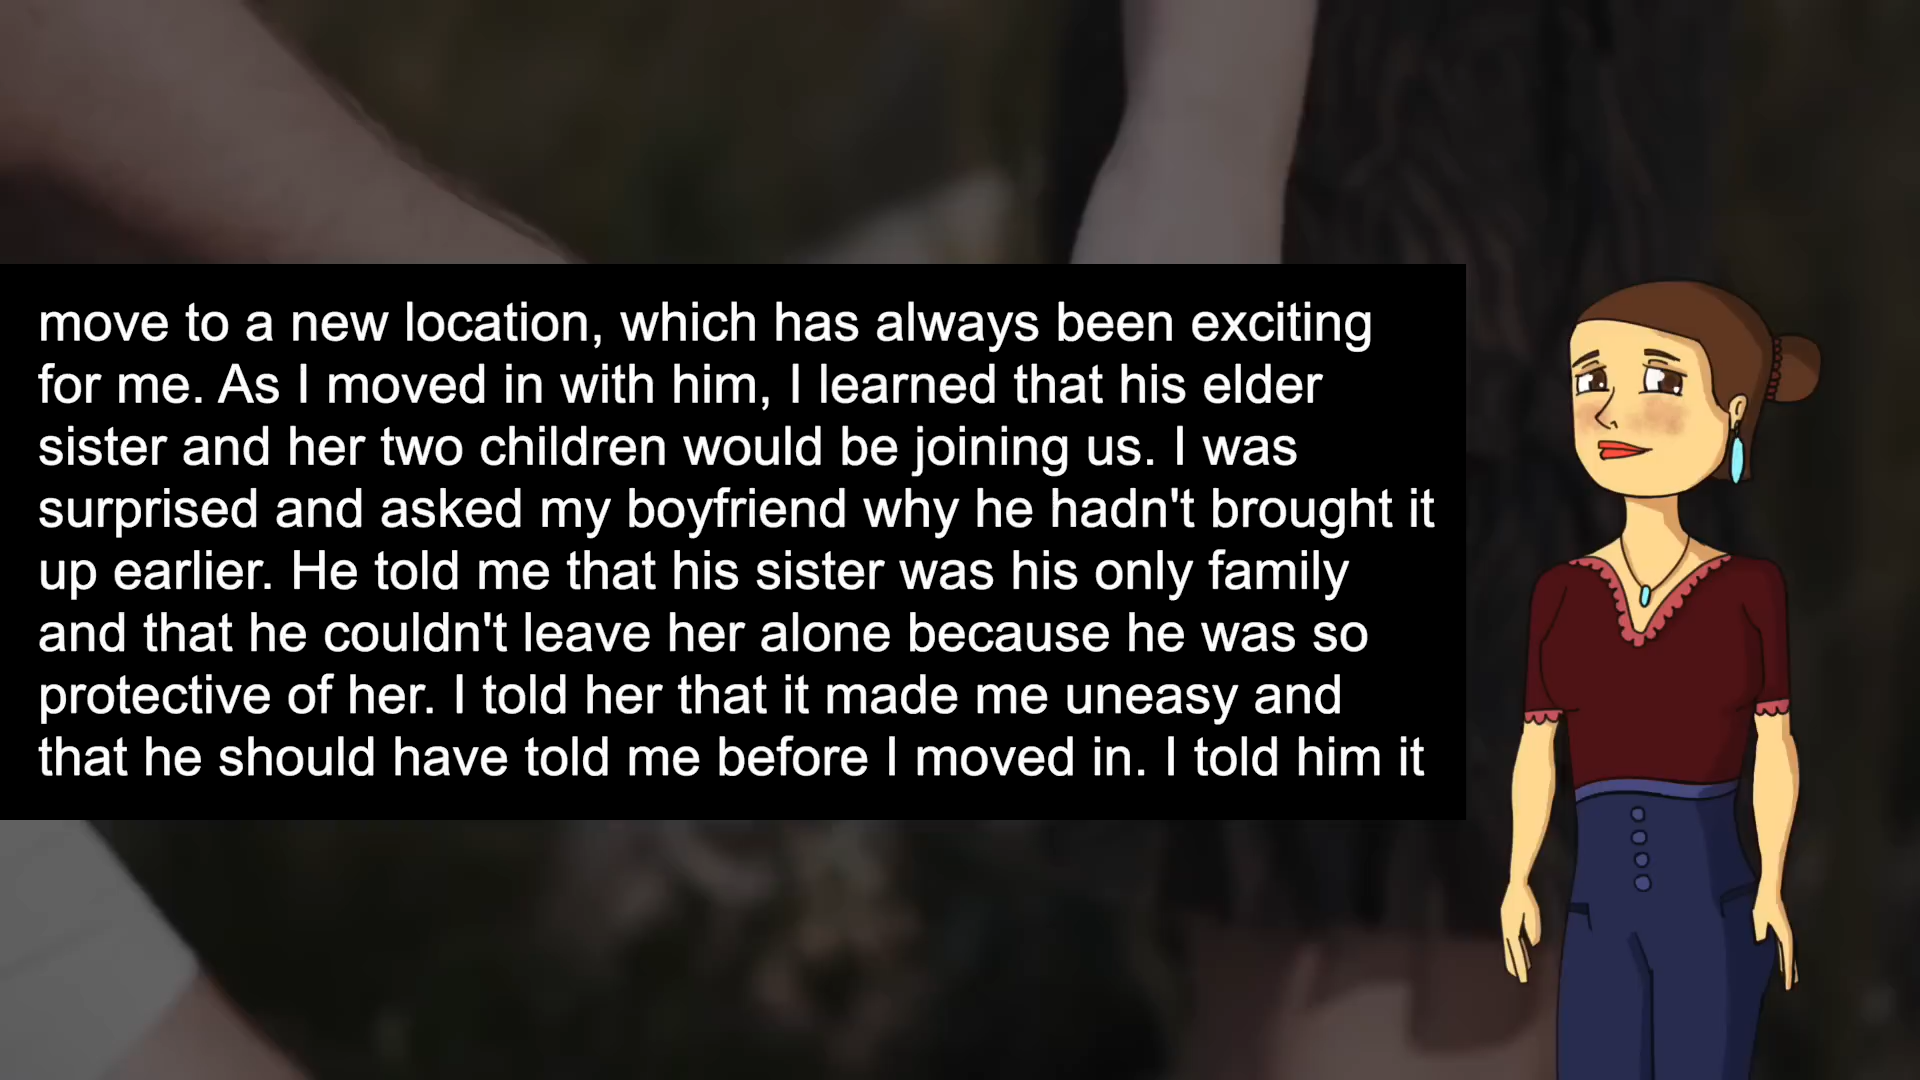 move to a new location, which has always been exciting
for me. As I moved in with him, I learned that his elder
sister and her two children would be joining us. I was
surprised and asked my boyfriend why he hadn't brought it
up earlier. He told me that his sister was his only family
and that he couldn't leave her alone because he was so
protective of her. I told her that it made me uneasy and
that he should have told me before I moved in. I told him it